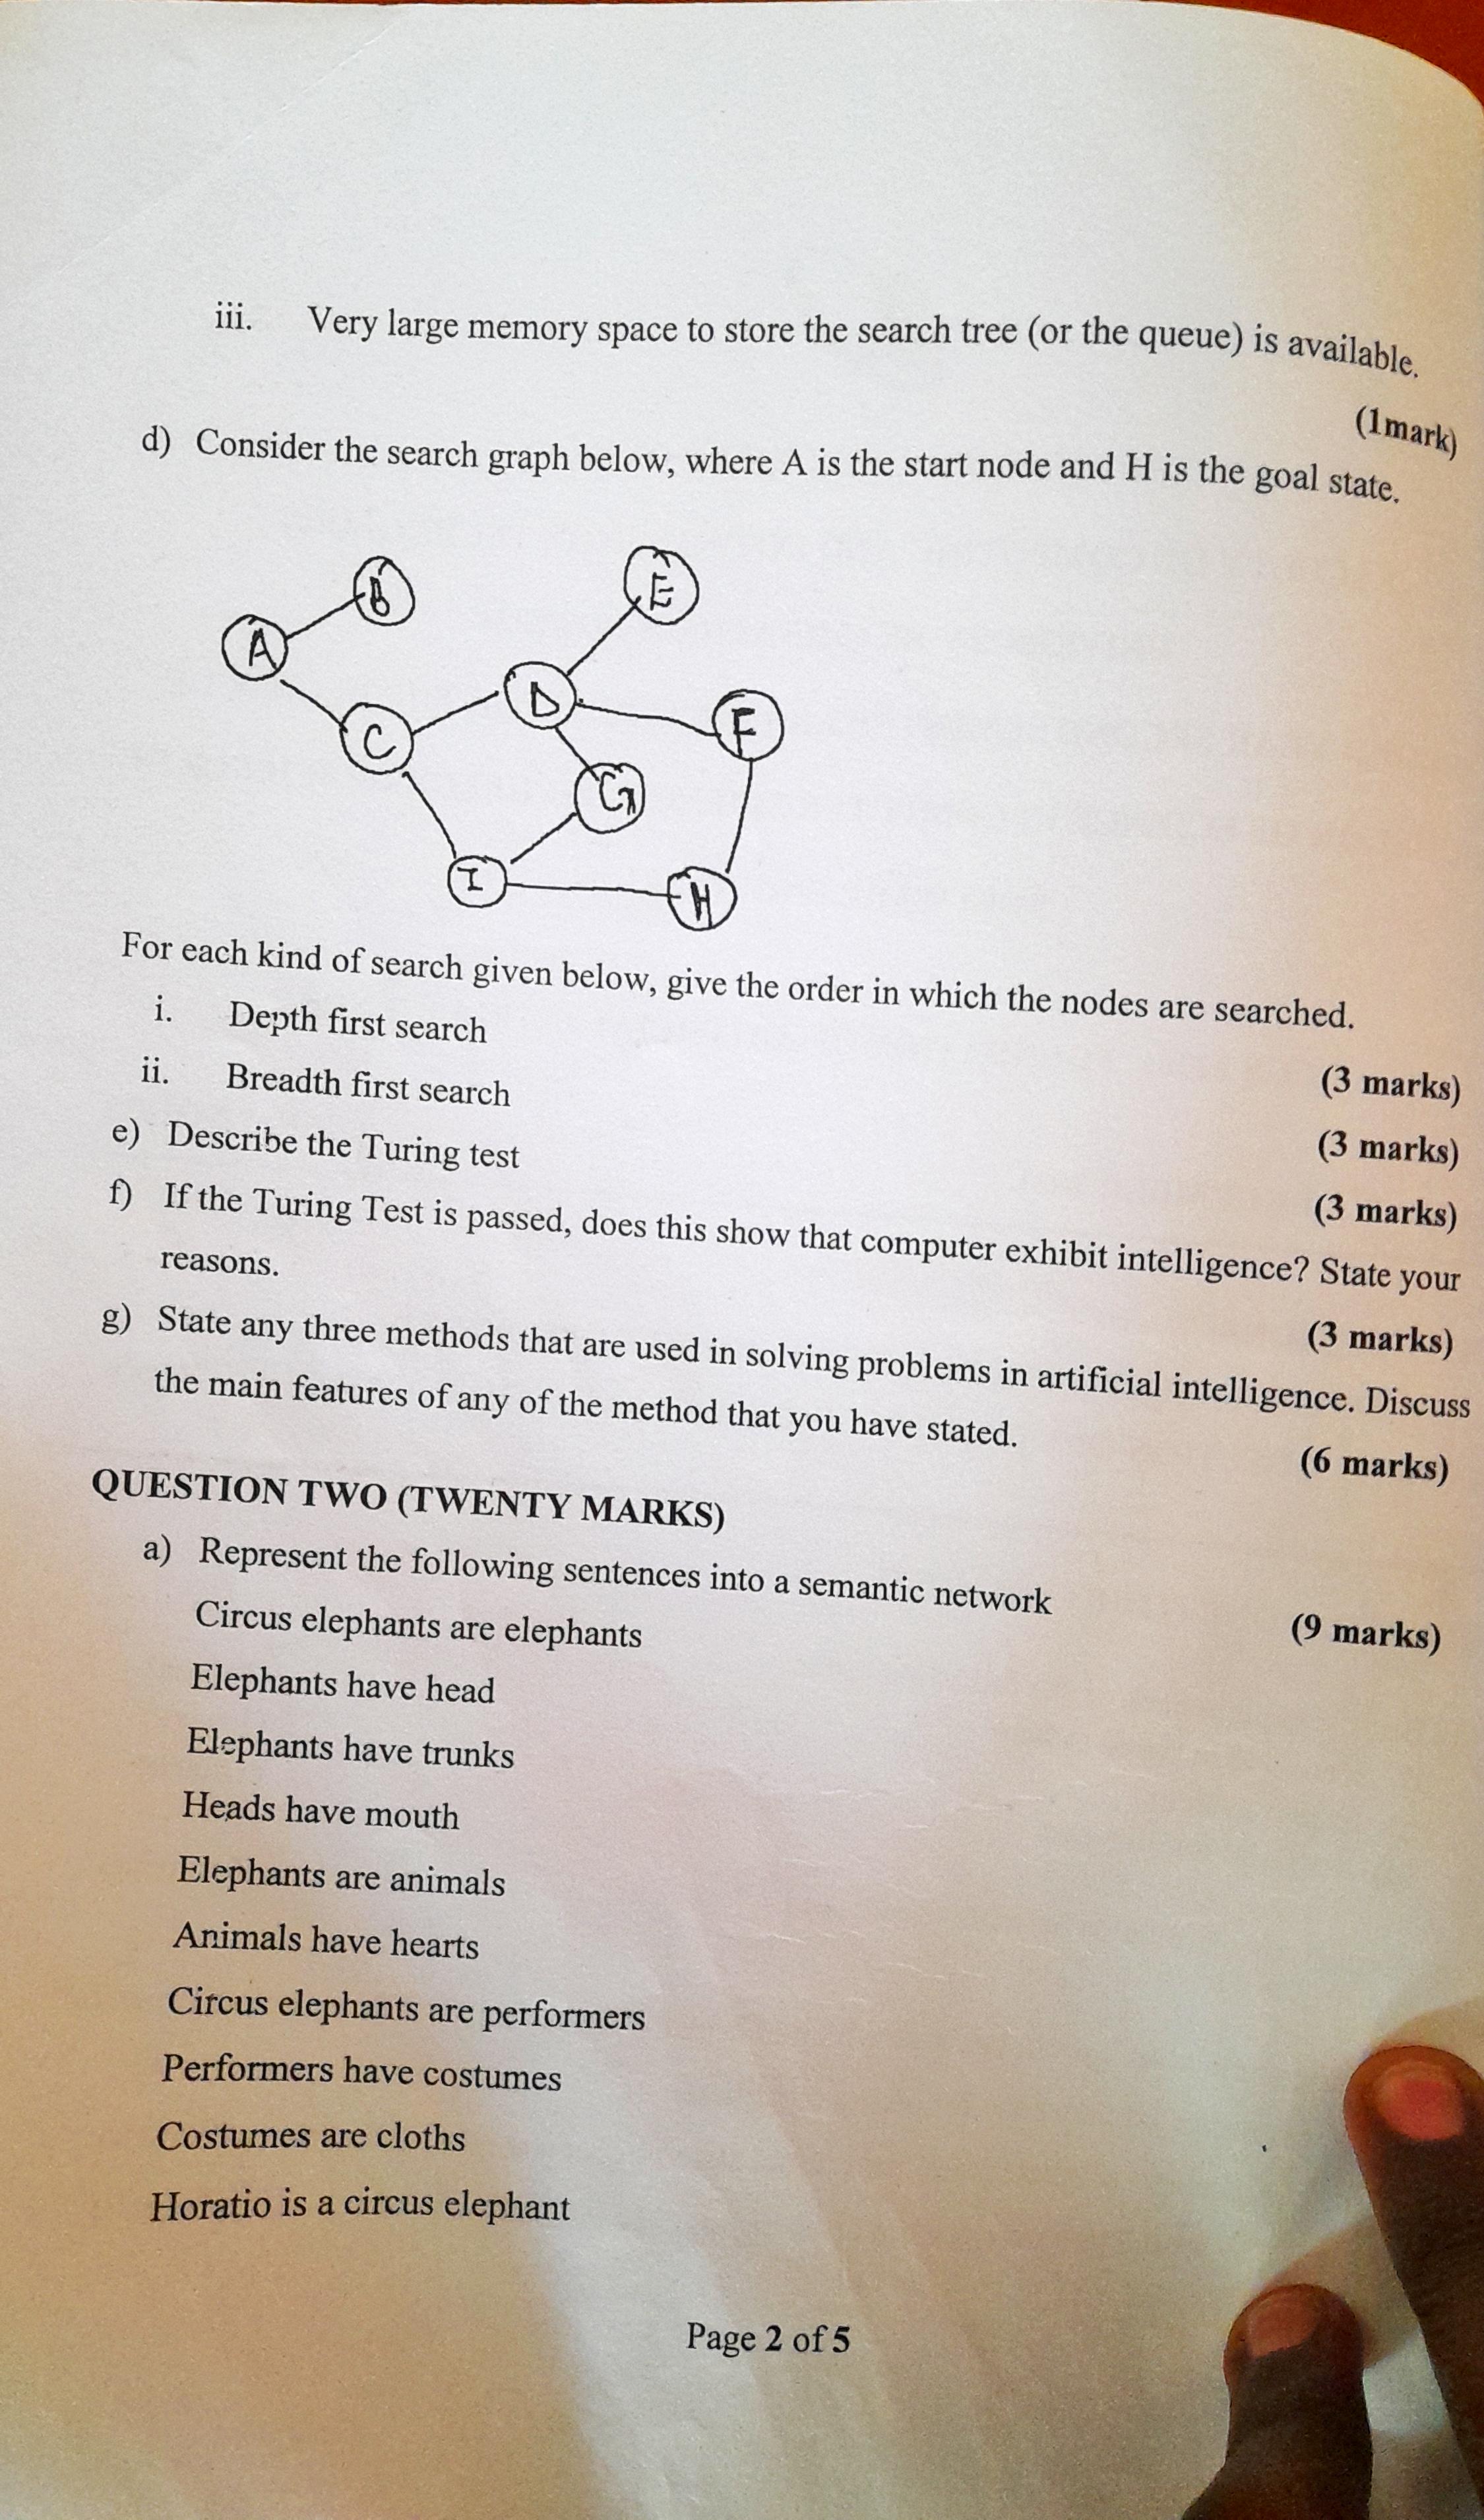 iii. Very large memory space to store the search tree (or the queue) is available.
(1mark)
d) Consider the search graph below, where A is the start node and H is the goal state.
B
E
A
D
F
C
G
I
H
For each kind of search given below, give the order in which the nodes are searched.
i. Depth first search
(3 marks)
ii. Breadth first search
(3 marks)
e) Describe the Turing test
(3 marks)
f) If the Turing Test is passed, does this show that computer exhibit intelligence? State your
reasons.
(3 marks)
g) State any three methods that are used in solving problems in artificial intelligence. Discuss
the main features of any of the method that you have stated.
(6 marks)
QUESTION TWO (TWENTY MARKS)
a) Represent the following sentences into a semantic network
(9 marks)
Circus elephants are elephants
Elephants have head
Elephants have trunks
Heads have mouth
Elephants are animals
Animals have hearts
Circus elephants are performers
Performers have costumes
Costumes are cloths
Horatio is a circus elephant
Page 2 of 5